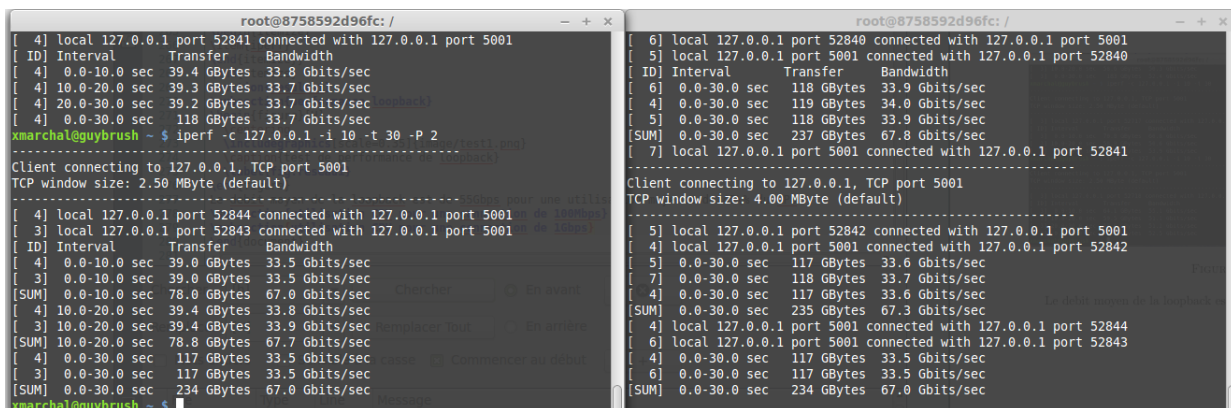 root@8758592d96fc: /
[  4] local 127.0.0.1 port 52841 connected with 127.0.0.1 port 5001
[ ID] Interval       Transfer     Bandwidth
[  4]  0.0-10.0 sec  39.4 GBytes  33.8 Gbits/sec
[  4] 10.0-20.0 sec  39.3 GBytes  33.7 Gbits/sec
[  4] 20.0-30.0 sec  39.2 GBytes  33.7 Gbits/sec
[  4]  0.0-30.0 sec   118 GBytes  33.7 Gbits/sec
xmarchal@guybrush ~ $ iperf -c 127.0.0.1 -i 10 -t 30 -P 2
------------------------------------------------------------
Client connecting to 127.0.0.1, TCP port 5001
TCP window size: 2.50 MByte (default)
------------------------------------------------------------
[  4] local 127.0.0.1 port 52844 connected with 127.0.0.1 port 5001
[  3] local 127.0.0.1 port 52843 connected with 127.0.0.1 port 5001
[ ID] Interval       Transfer     Bandwidth
[  4]  0.0-10.0 sec  39.0 GBytes  33.5 Gbits/sec
[  3]  0.0-10.0 sec  39.0 GBytes  33.5 Gbits/sec
[SUM]  0.0-10.0 sec  78.0 GBytes  67.0 Gbits/sec
[  4] 10.0-20.0 sec  39.4 GBytes  33.8 Gbits/sec
[  3] 10.0-20.0 sec  39.4 GBytes  33.9 Gbits/sec
[SUM] 10.0-20.0 sec  78.8 GBytes  67.7 Gbits/sec
[  4]  0.0-30.0 sec   117 GBytes  33.5 Gbits/sec
[  3]  0.0-30.0 sec   117 GBytes  33.5 Gbits/sec
[SUM]  0.0-30.0 sec   234 GBytes  67.0 Gbits/sec
xmarchal@guybrush ~ $
Chercher
En avant
Remplacer Tout
En arrière
casse
Commencer au début
Type
Line
Message
root@8758592d96fc: /
[  6] local 127.0.0.1 port 52840 connected with 127.0.0.1 port 5001
[  5] local 127.0.0.1 port 5001 connected with 127.0.0.1 port 52840
[ ID] Interval       Transfer     Bandwidth
[  6]  0.0-30.0 sec   118 GBytes  33.9 Gbits/sec
[  4]  0.0-30.0 sec   119 GBytes  34.0 Gbits/sec
[  5]  0.0-30.0 sec   118 GBytes  33.9 Gbits/sec
[SUM]  0.0-30.0 sec   237 GBytes  67.8 Gbits/sec
[  7] local 127.0.0.1 port 5001 connected with 127.0.0.1 port 52841
------------------------------------------------------------
Client connecting to 127.0.0.1, TCP port 5001
TCP window size: 4.00 MByte (default)
------------------------------------------------------------
[  5] local 127.0.0.1 port 52842 connected with 127.0.0.1 port 5001
[  4] local 127.0.0.1 port 5001 connected with 127.0.0.1 port 52842
[  5]  0.0-30.0 sec   117 GBytes  33.6 Gbits/sec
[  7]  0.0-30.0 sec   118 GBytes  33.7 Gbits/sec
[  4]  0.0-30.0 sec   117 GBytes  33.6 Gbits/sec
[SUM]  0.0-30.0 sec   235 GBytes  67.3 Gbits/sec
[  4] local 127.0.0.1 port 5001 connected with 127.0.0.1 port 52844
[  6] local 127.0.0.1 port 5001 connected with 127.0.0.1 port 52843
[  4]  0.0-30.0 sec   117 GBytes  33.5 Gbits/sec
[  6]  0.0-30.0 sec   117 GBytes  33.5 Gbits/sec
[SUM]  0.0-30.0 sec   234 GBytes  67.0 Gbits/sec
Le débit moyen de la loopback